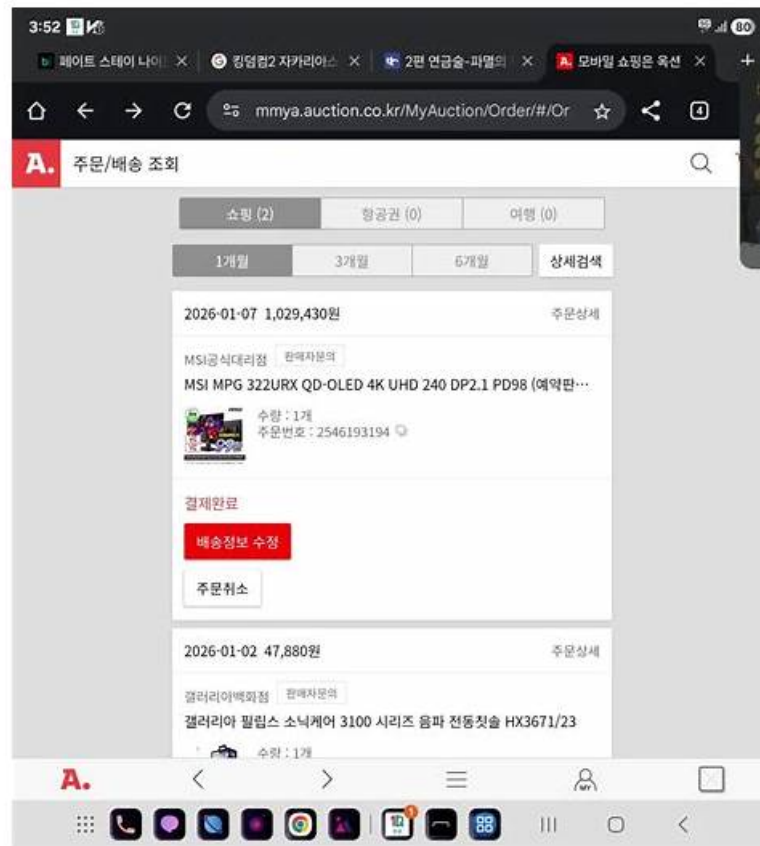 3:52
80
페이트 스테이 나이
킹덤컴2 자카리아스
2편 연금술-파멸의
A. 모바일 쇼핑은 옥션
mmya.auction.co.kr/MyAuction/Order/#/Or
4
A. 주문/배송 조회
쇼핑 (2)
항공권 (0)
여행 (0)
1개월
3개월
6개월
상세검색
2026-01-07 1,029,430원
주문상세
MSI공식대리점 판매자문의
MSI MPG 322URX QD-OLED 4K UHD 240 DP2.1 PD98 (예약판…
수량 : 1개
주문번호 : 2546193194
결제완료
배송정보 수정
주문취소
2026-01-02 47,880원
주문상세
갤러리아백화점 판매자문의
갤러리아 필립스 소닉케어 3100 시리즈 음파 전동칫솔 HX3671/23
수량 : 1개
A.
MY